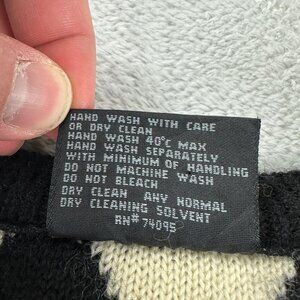 HAND WASH WITH CARE
OR DRY CLEAN
HAND WASH 40°C MAX
HAND WASH SEPARATELY
WITH MINIMUM OF HANDLING
DO NOT MACHINE WASH
DO NOT BLEACH
DRY CLEAN ANY NORMAL
DRY CLEANING SOLVENT
RN# 74095